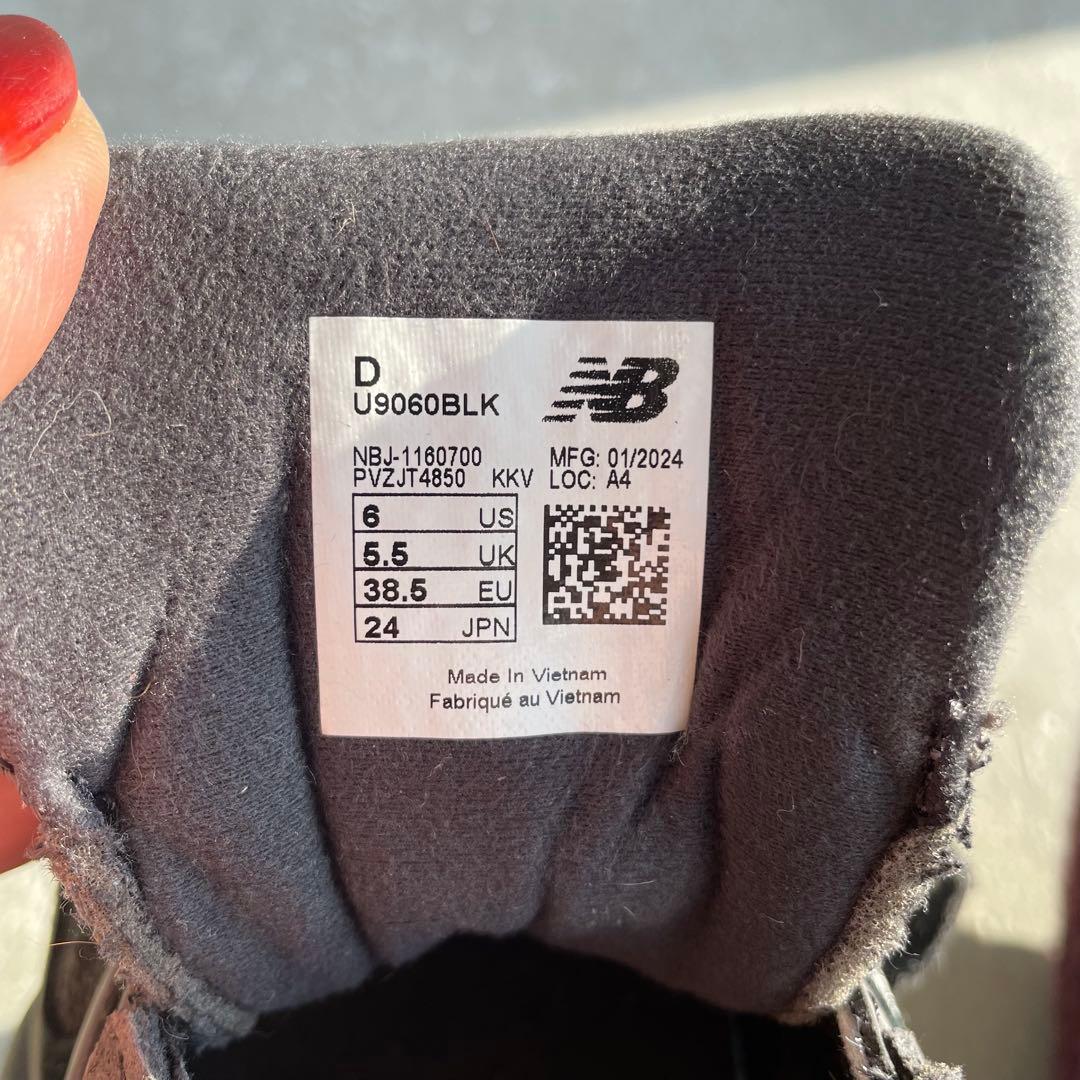 D
U9060BLK
NB
NBJ-1160700
PVZJT4850 KKV
MFG: 01/2024
LOC: A4
6 US
5.5 UK
38.5 EU
24 JPN
Made In Vietnam
Fabriqué au Vietnam